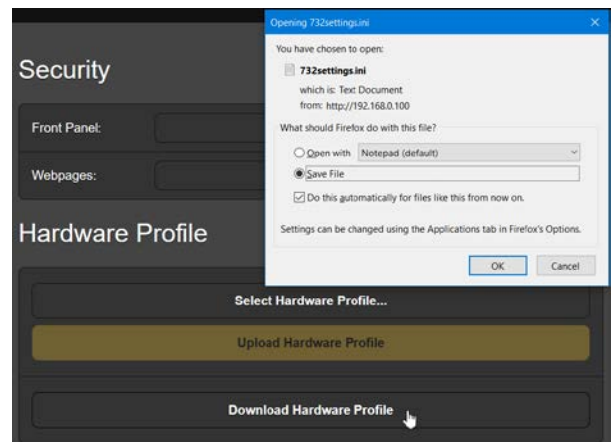 Opening 732settings.ini
You have chosen to open:
732settings.ini
which is: Text Document
from: http://192.168.0.100
What should Firefox do with this file?
Open with Notepad (default)
Save File
Do this automatically for files like this from now on.
Settings can be changed using the Applications tab in Firefox's Options.
OK Cancel
Security
Front Panel:
Webpages:
Hardware Profile
Select Hardware Profile...
Upload Hardware Profile
Download Hardware Profile